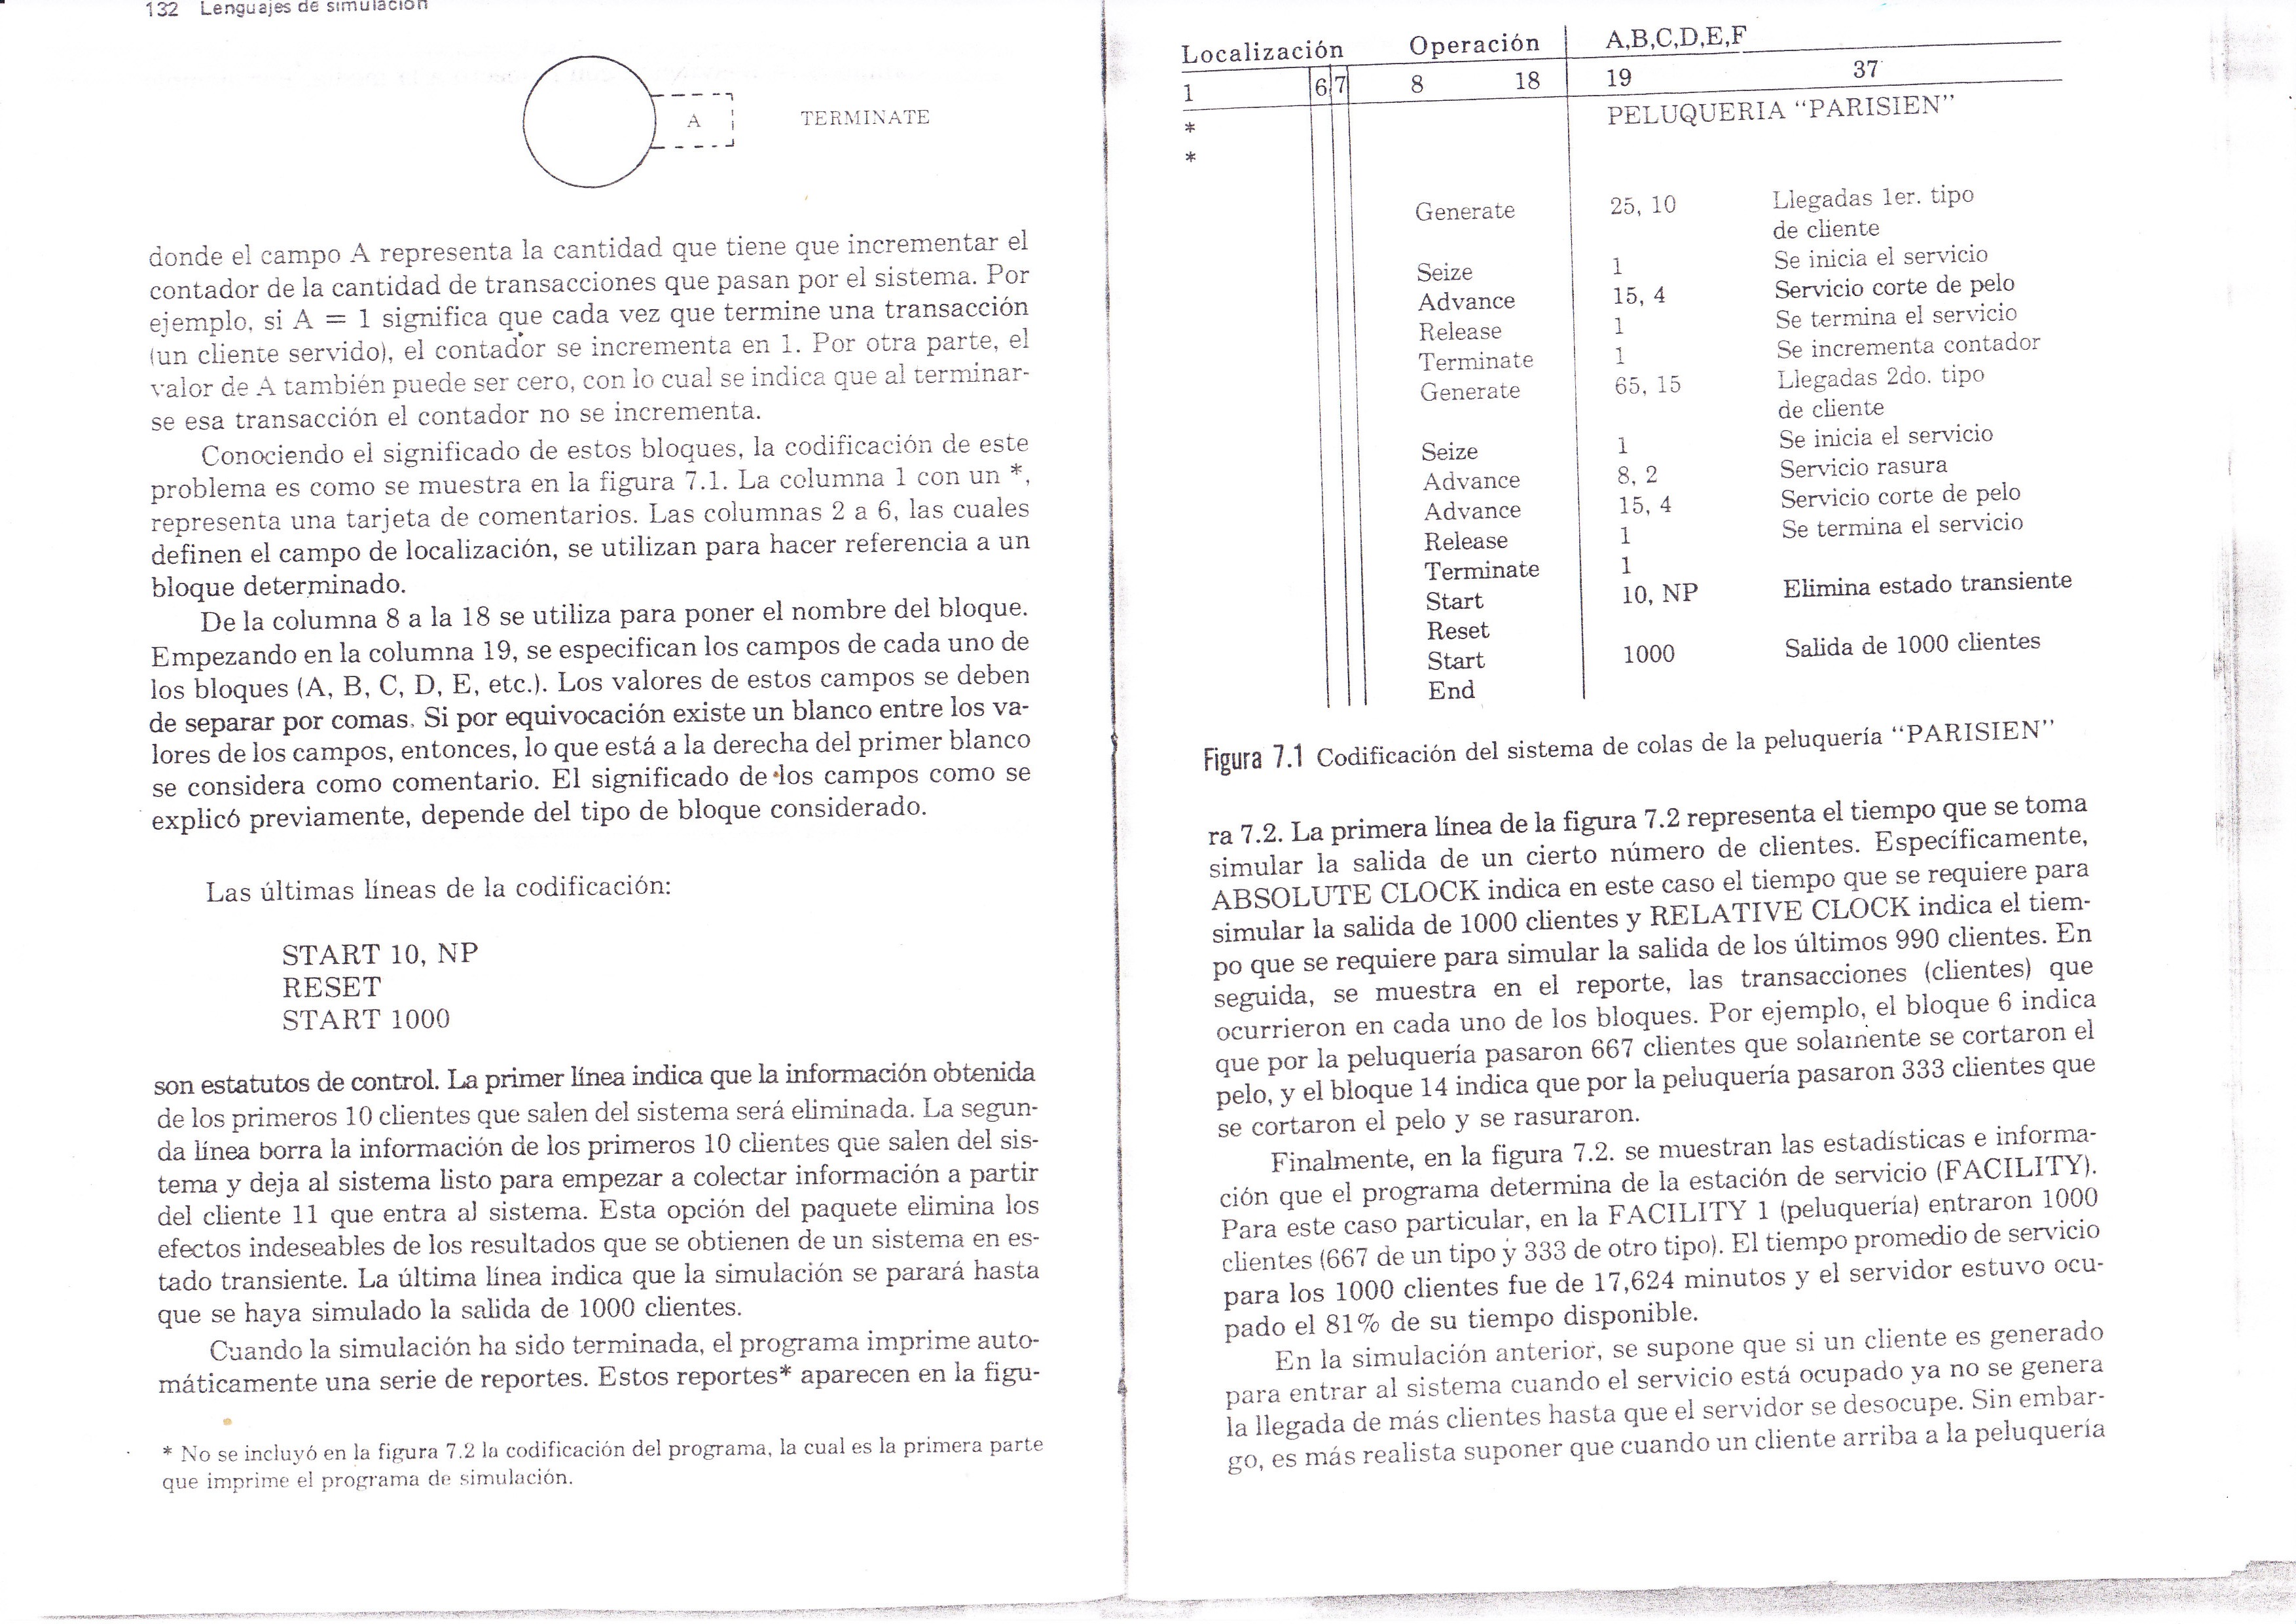 132 Lenguajes de simulación
A
TERMINATE
donde el campo A representa la cantidad que tiene que incrementar el
contador de la cantidad de transacciones que pasan por el sistema. Por
ejemplo, si A = 1 significa que cada vez que termine una transacción
(un cliente servido), el contador se incrementa en 1. Por otra parte, el
valor de A también puede ser cero, con lo cual se indica que al terminar-
se esa transacción el contador no se incrementa.
Conociendo el significado de estos bloques, la codificación de este
problema es como se muestra en la figura 7.1. La columna 1 con un *,
representa una tarjeta de comentarios. Las columnas 2 a 6, las cuales
definen el campo de localización, se utilizan para hacer referencia a un
bloque determinado.
De la columna 8 a la 18 se utiliza para poner el nombre del bloque.
Empezando en la columna 19, se especifican los campos de cada uno de
los bloques (A, B, C, D, E, etc.). Los valores de estos campos se deben
de separar por comas. Si por equivocación existe un blanco entre los va-
lores de los campos, entonces, lo que está a la derecha del primer blanco
se considera como comentario. El significado de los campos como se
explicó previamente, depende del tipo de bloque considerado.
Las últimas líneas de la codificación:
START 10, NP
RESET
START 1000
son estatutos de control. La primer línea indica que la información obtenida
de los primeros 10 clientes que salen del sistema será eliminada. La segun-
da línea borra la información de los primeros 10 clientes que salen del sis-
tema y deja al sistema listo para empezar a colectar información a partir
del cliente 11 que entra al sistema. Esta opción del paquete elimina los
efectos indeseables de los resultados que se obtienen de un sistema en es-
tado transiente. La última línea indica que la simulación se parará hasta
que se haya simulado la salida de 1000 clientes.
Cuando la simulación ha sido terminada, el programa imprime auto-
máticamente una serie de reportes. Estos reportes* aparecen en la figu-
* No se incluyó en la figura 7.2 la codificación del programa, la cual es la primera parte
que imprime el programa de simulación.
Localización Operación A,B,C,D,E,F
1 6 7 8 18 19 37
* PELUQUERIA “PARISIEN”
*
Generate 25, 10 Llegadas 1er. tipo
de cliente
Seize 1 Se inicia el servicio
Advance 15, 4 Servicio corte de pelo
Release 1 Se termina el servicio
Terminate 1 Se incrementa contador
Generate 65, 15 Llegadas 2do. tipo
de cliente
Seize 1 Se inicia el servicio
Advance 8, 2 Servicio rasura
Advance 15, 4 Servicio corte de pelo
Release 1 Se termina el servicio
Terminate 1
Start 10, NP Elimina estado transiente
Reset
Start 1000 Salida de 1000 clientes
End
Figura 7.1 Codificación del sistema de colas de la peluquería “PARISIEN”
ra 7.2. La primera línea de la figura 7.2 representa el tiempo que se toma
simular la salida de un cierto número de clientes. Específicamente,
ABSOLUTE CLOCK indica en este caso el tiempo que se requiere para
simular la salida de 1000 clientes y RELATIVE CLOCK indica el tiem-
po que se requiere para simular la salida de los últimos 990 clientes. En
seguida, se muestra en el reporte, las transacciones (clientes) que
ocurrieron en cada uno de los bloques. Por ejemplo, el bloque 6 indica
que por la peluquería pasaron 667 clientes que solamente se cortaron el
pelo, y el bloque 14 indica que por la peluquería pasaron 333 clientes que
se cortaron el pelo y se rasuraron.
Finalmente, en la figura 7.2. se muestran las estadísticas e informa-
ción que el programa determina de la estación de servicio (FACILITY).
Para este caso particular, en la FACILITY 1 (peluquería) entraron 1000
clientes (667 de un tipo y 333 de otro tipo). El tiempo promedio de servicio
para los 1000 clientes fue de 17,624 minutos y el servidor estuvo ocu-
pado el 81% de su tiempo disponible.
En la simulación anterior, se supone que si un cliente es generado
para entrar al sistema cuando el servicio está ocupado ya no se genera
la llegada de más clientes hasta que el servidor se desocupe. Sin embar-
go, es más realista suponer que cuando un cliente arriba a la peluquería